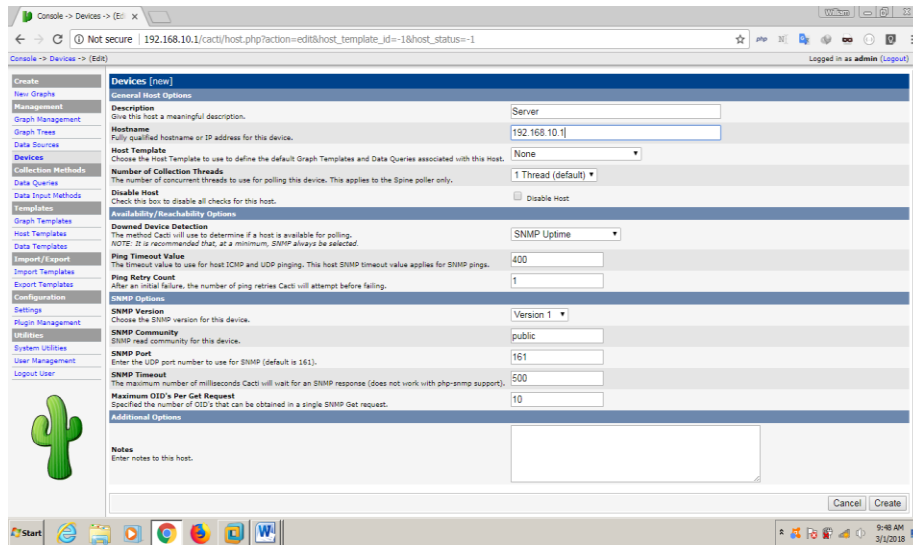 Console -> Devices -> (Edi
William
Not secure | 192.168.10.1/cacti/host.php?action=edit&host_template_id=-1&host_status=-1
php
Console -> Devices -> (Edit)
Logged in as admin (Logout)
Create
New Graphs
Management
Graph Management
Graph Trees
Data Sources
Devices
Collection Methods
Data Queries
Data Input Methods
Templates
Graph Templates
Host Templates
Data Templates
Import/Export
Import Templates
Export Templates
Configuration
Settings
Plugin Management
Utilities
System Utilities
User Management
Logout User
Devices [new]
General Host Options
Description
Give this host a meaningful description.
Server
Hostname
Fully qualified hostname or IP address for this device.
192.168.10.1
Host Template
Choose the Host Template to use to define the default Graph Templates and Data Queries associated with this Host.
None
Number of Collection Threads
The number of concurrent threads to use for polling this device. This applies to the Spine poller only.
1 Thread (default)
Disable Host
Check this box to disable all checks for this host.
Disable Host
Availability/Reachability Options
Downed Device Detection
The method Cacti will use to determine if a host is available for polling.
NOTE: It is recommended that, at a minimum, SNMP always be selected.
SNMP Uptime
Ping Timeout Value
The timeout value to use for host ICMP and UDP pinging. This host SNMP timeout value applies for SNMP pings.
400
Ping Retry Count
After an initial failure, the number of ping retries Cacti will attempt before failing.
1
SNMP Options
SNMP Version
Choose the SNMP version for this device.
Version 1
SNMP Community
SNMP read community for this device.
public
SNMP Port
Enter the UDP port number to use for SNMP (default is 161).
161
SNMP Timeout
The maximum number of milliseconds Cacti will wait for an SNMP response (does not work with php-snmp support).
500
Maximum OID's Per Get Request
Specified the number of OID's that can be obtained in a single SNMP Get request.
10
Additional Options
Notes
Enter notes to this host.
Cancel
Create
Start
9:48 AM
3/1/2018